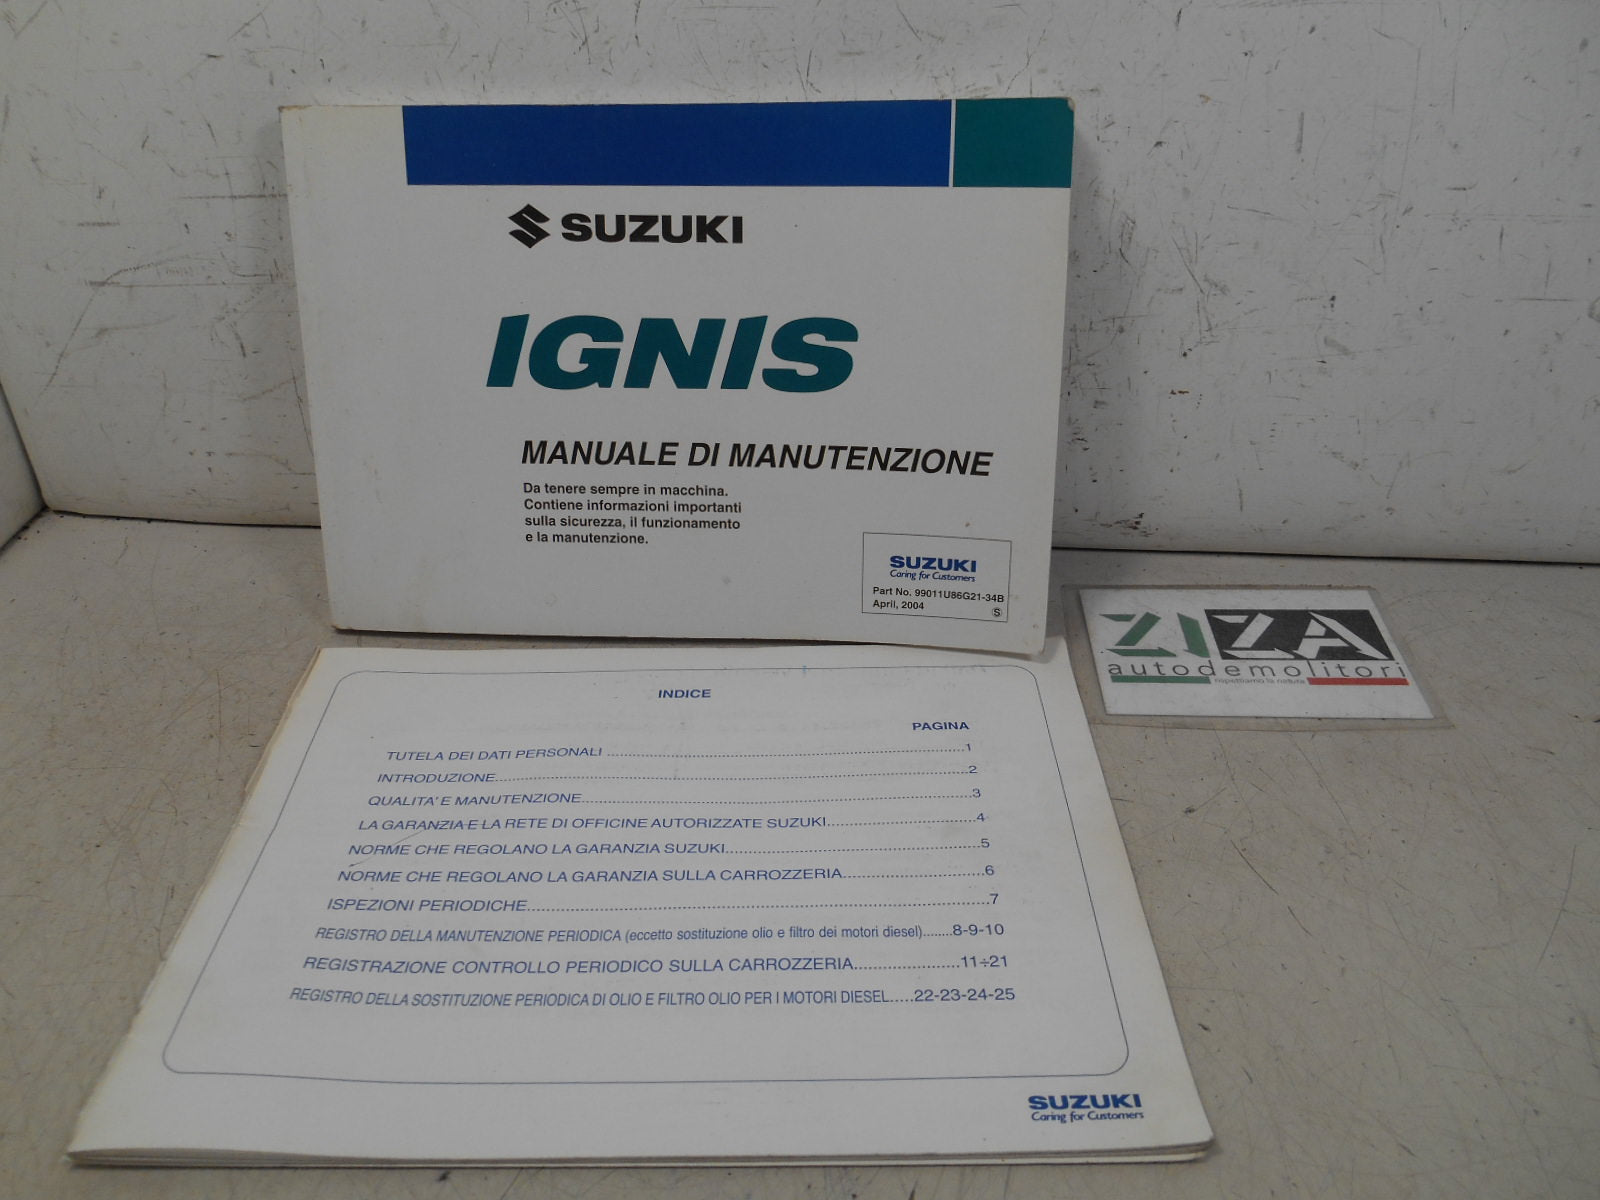 SUZUKI
IGNIS
MANUALE DI MANUTENZIONE
Da tenere sempre in macchina.
Contiene informazioni importanti
sulla sicurezza, il funzionamento
e la manutenzione.
SUZUKI
Caring for Customers
Part No. 99011U86G21-34B
April, 2004
S
ZIZA
autodemolitori
rispettiamo la natura
INDICE
PAGINA
TUTELA DEI DATI PERSONALI ..........1
INTRODUZIONE..........2
QUALITA' E MANUTENZIONE..........3
LA GARANZIA E LA RETE DI OFFICINE AUTORIZZATE SUZUKI..........4
NORME CHE REGOLANO LA GARANZIA SUZUKI..........5
NORME CHE REGOLANO LA GARANZIA SULLA CARROZZERIA..........6
ISPEZIONI PERIODICHE..........7
REGISTRO DELLA MANUTENZIONE PERIODICA (eccetto sostituzione olio e filtro dei motori diesel).......8-9-10
REGISTRAZIONE CONTROLLO PERIODICO SULLA CARROZZERIA..........11÷21
REGISTRO DELLA SOSTITUZIONE PERIODICA DI OLIO E FILTRO OLIO PER I MOTORI DIESEL.....22-23-24-25
SUZUKI
Caring for Customers